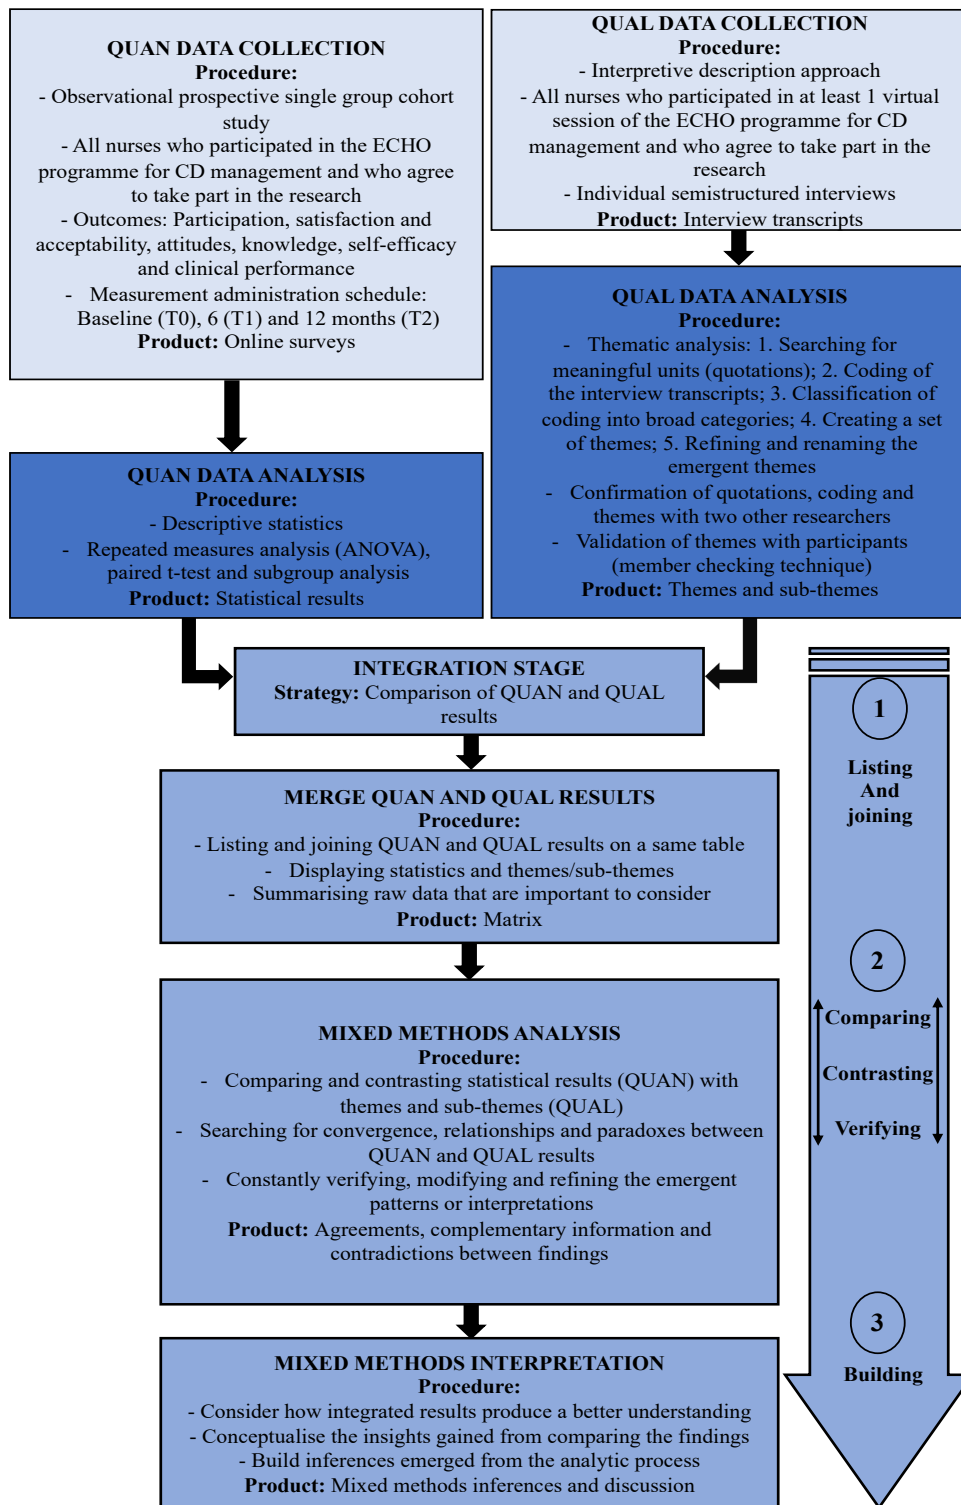 QUAN DATA COLLECTION
Procedure:
- Observational prospective single group cohort
study
- All nurses who participated in the ECHO
programme for CD management and who agree
to take part in the research
- Outcomes: Participation, satisfaction and
acceptability, attitudes, knowledge, self-efficacy
and clinical performance
- Measurement administration schedule:
Baseline (T0), 6 (T1) and 12 months (T2)
Product: Online surveys
QUAL DATA COLLECTION
Procedure:
- Interpretive description approach
- All nurses who participated in at least 1 virtual
session of the ECHO programme for CD
management and who agree to take part in the
research
- Individual semistructured interviews
Product: Interview transcripts
QUAN DATA ANALYSIS
Procedure:
- Descriptive statistics
- Repeated measures analysis (ANOVA),
paired t-test and subgroup analysis
Product: Statistical results
QUAL DATA ANALYSIS
Procedure:
- Thematic analysis: 1. Searching for
meaningful units (quotations); 2. Coding of
the interview transcripts; 3. Classification of
coding into broad categories; 4. Creating a set
of themes; 5. Refining and renaming the
emergent themes
- Confirmation of quotations, coding and
themes with two other researchers
- Validation of themes with participants
(member checking technique)
Product: Themes and sub-themes
INTEGRATION STAGE
Strategy: Comparison of QUAN and QUAL
results
MERGE QUAN AND QUAL RESULTS
Procedure:
- Listing and joining QUAN and QUAL results on a same table
- Displaying statistics and themes/sub-themes
- Summarising raw data that are important to consider
Product: Matrix
MIXED METHODS ANALYSIS
Procedure:
- Comparing and contrasting statistical results (QUAN) with
themes and sub-themes (QUAL)
- Searching for convergence, relationships and paradoxes between
QUAN and QUAL results
- Constantly verifying, modifying and refining the emergent
patterns or interpretations
Product: Agreements, complementary information and
contradictions between findings
MIXED METHODS INTERPRETATION
Procedure:
- Consider how integrated results produce a better understanding
- Conceptualise the insights gained from comparing the findings
- Build inferences emerged from the analytic process
Product: Mixed methods inferences and discussion
1
Listing
And
joining
2
Comparing
Contrasting
Verifying
3
Building